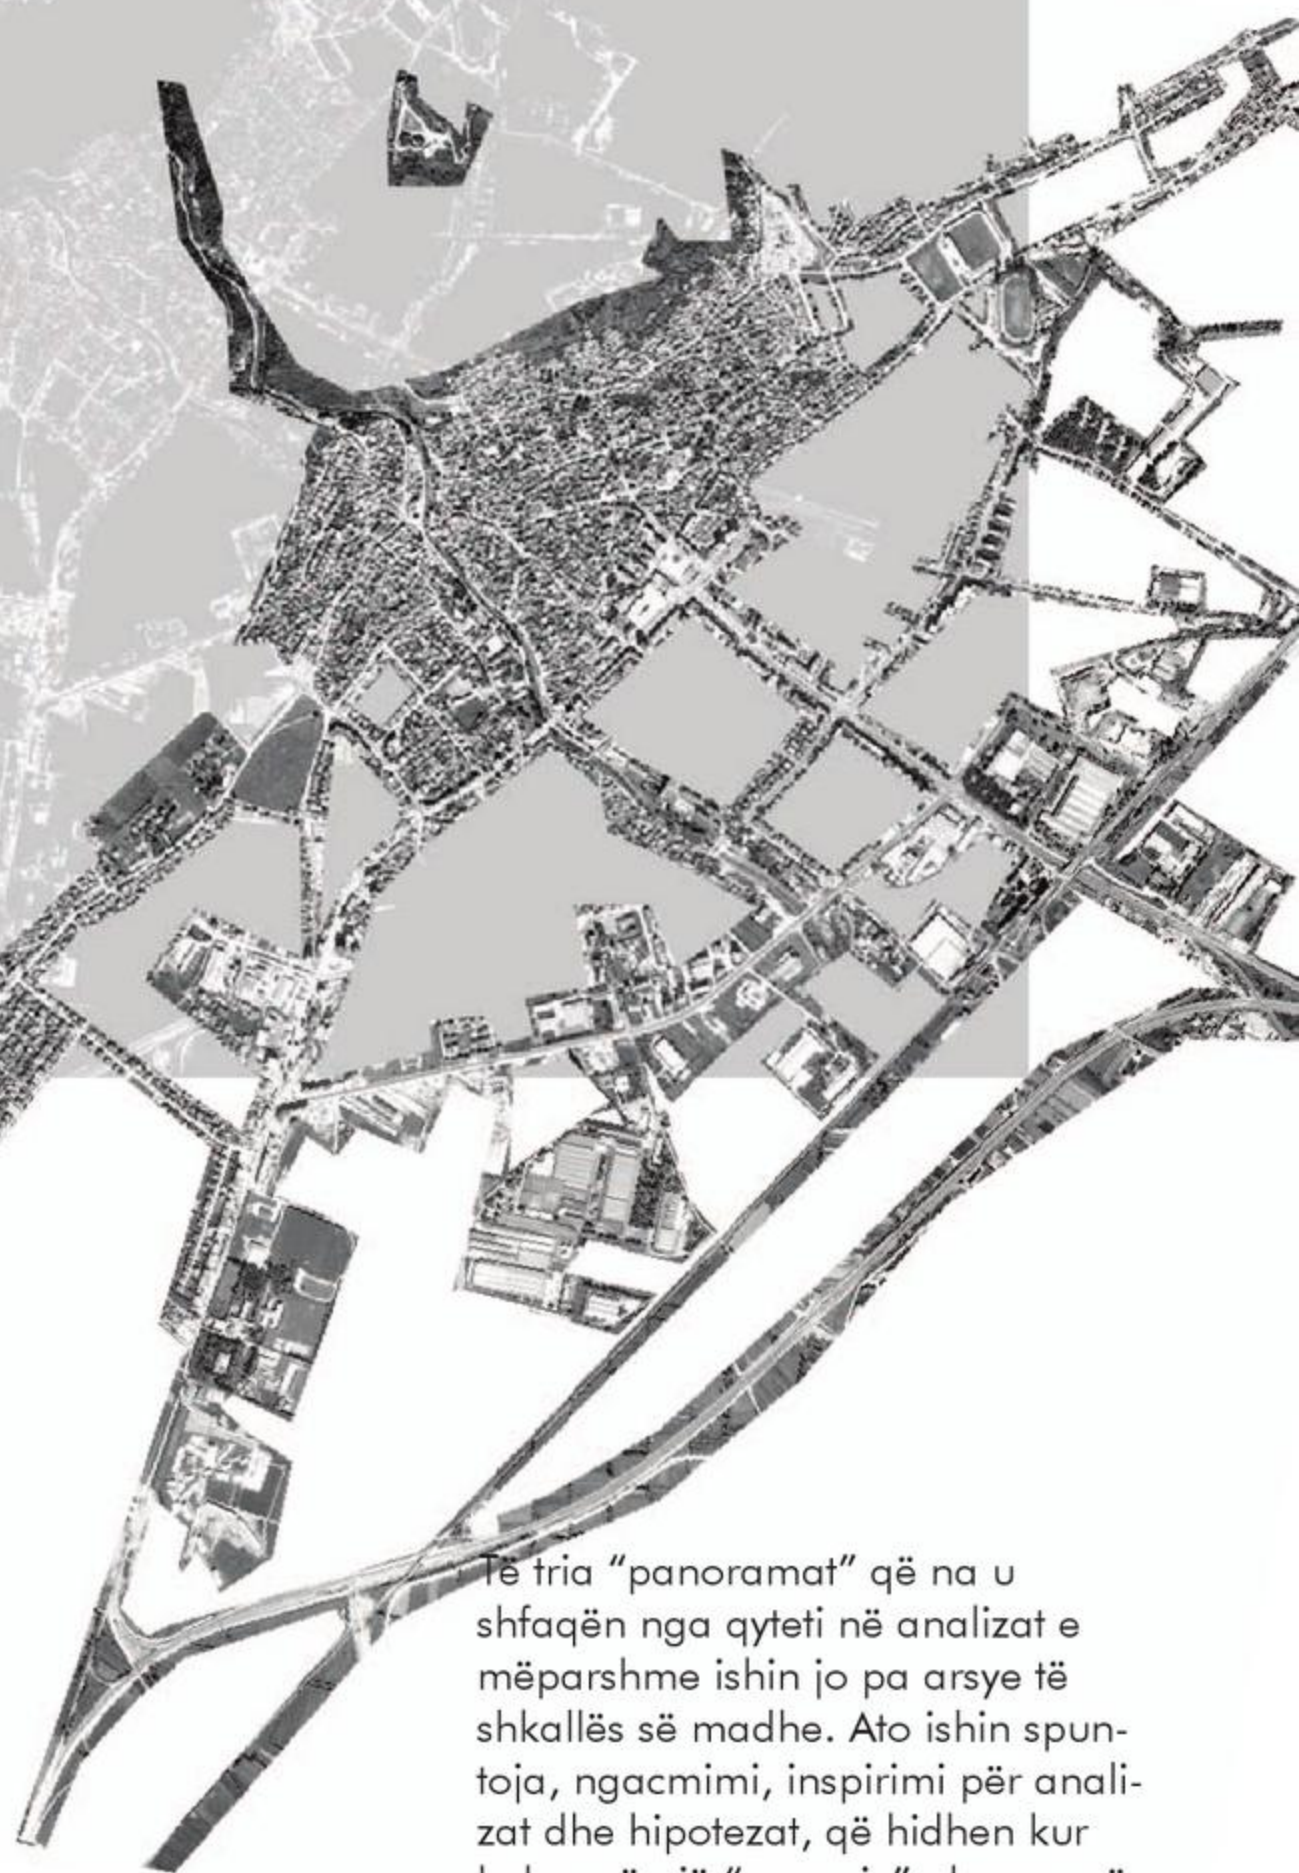 Të tria “panoramat” që na u
shfaqën nga qyteti në analizat e
mëparshme ishin jo pa arsye të
shkallës së madhe. Ato ishin spun-
toja, ngacmimi, inspirimi për anali-
zat dhe hipotezat, që hidhen kur